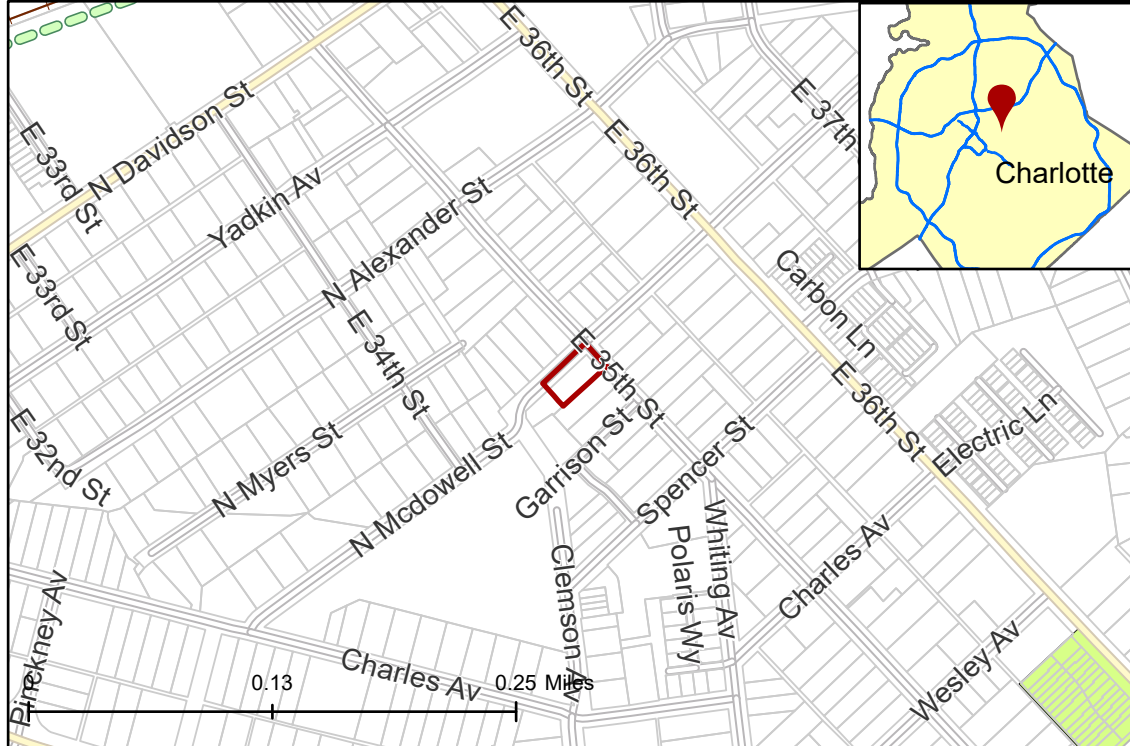 E 36th St
E 33rd St
N Davidson St
E 37th
E 36th St
Yadkin Av
Charlotte
N Alexander St
E 33rd St
Carbon Ln
E 34th St
E 35th St
E 36th St
E 32nd St
N Myers St
Garrison St
Spencer St
Electric Ln
N Mcdowell St
Whiting Av
Polaris Wy
Clemson Av
Charles Av
Pinckney Av
Charles Av
Wesley Av
0.13
0.25 Miles